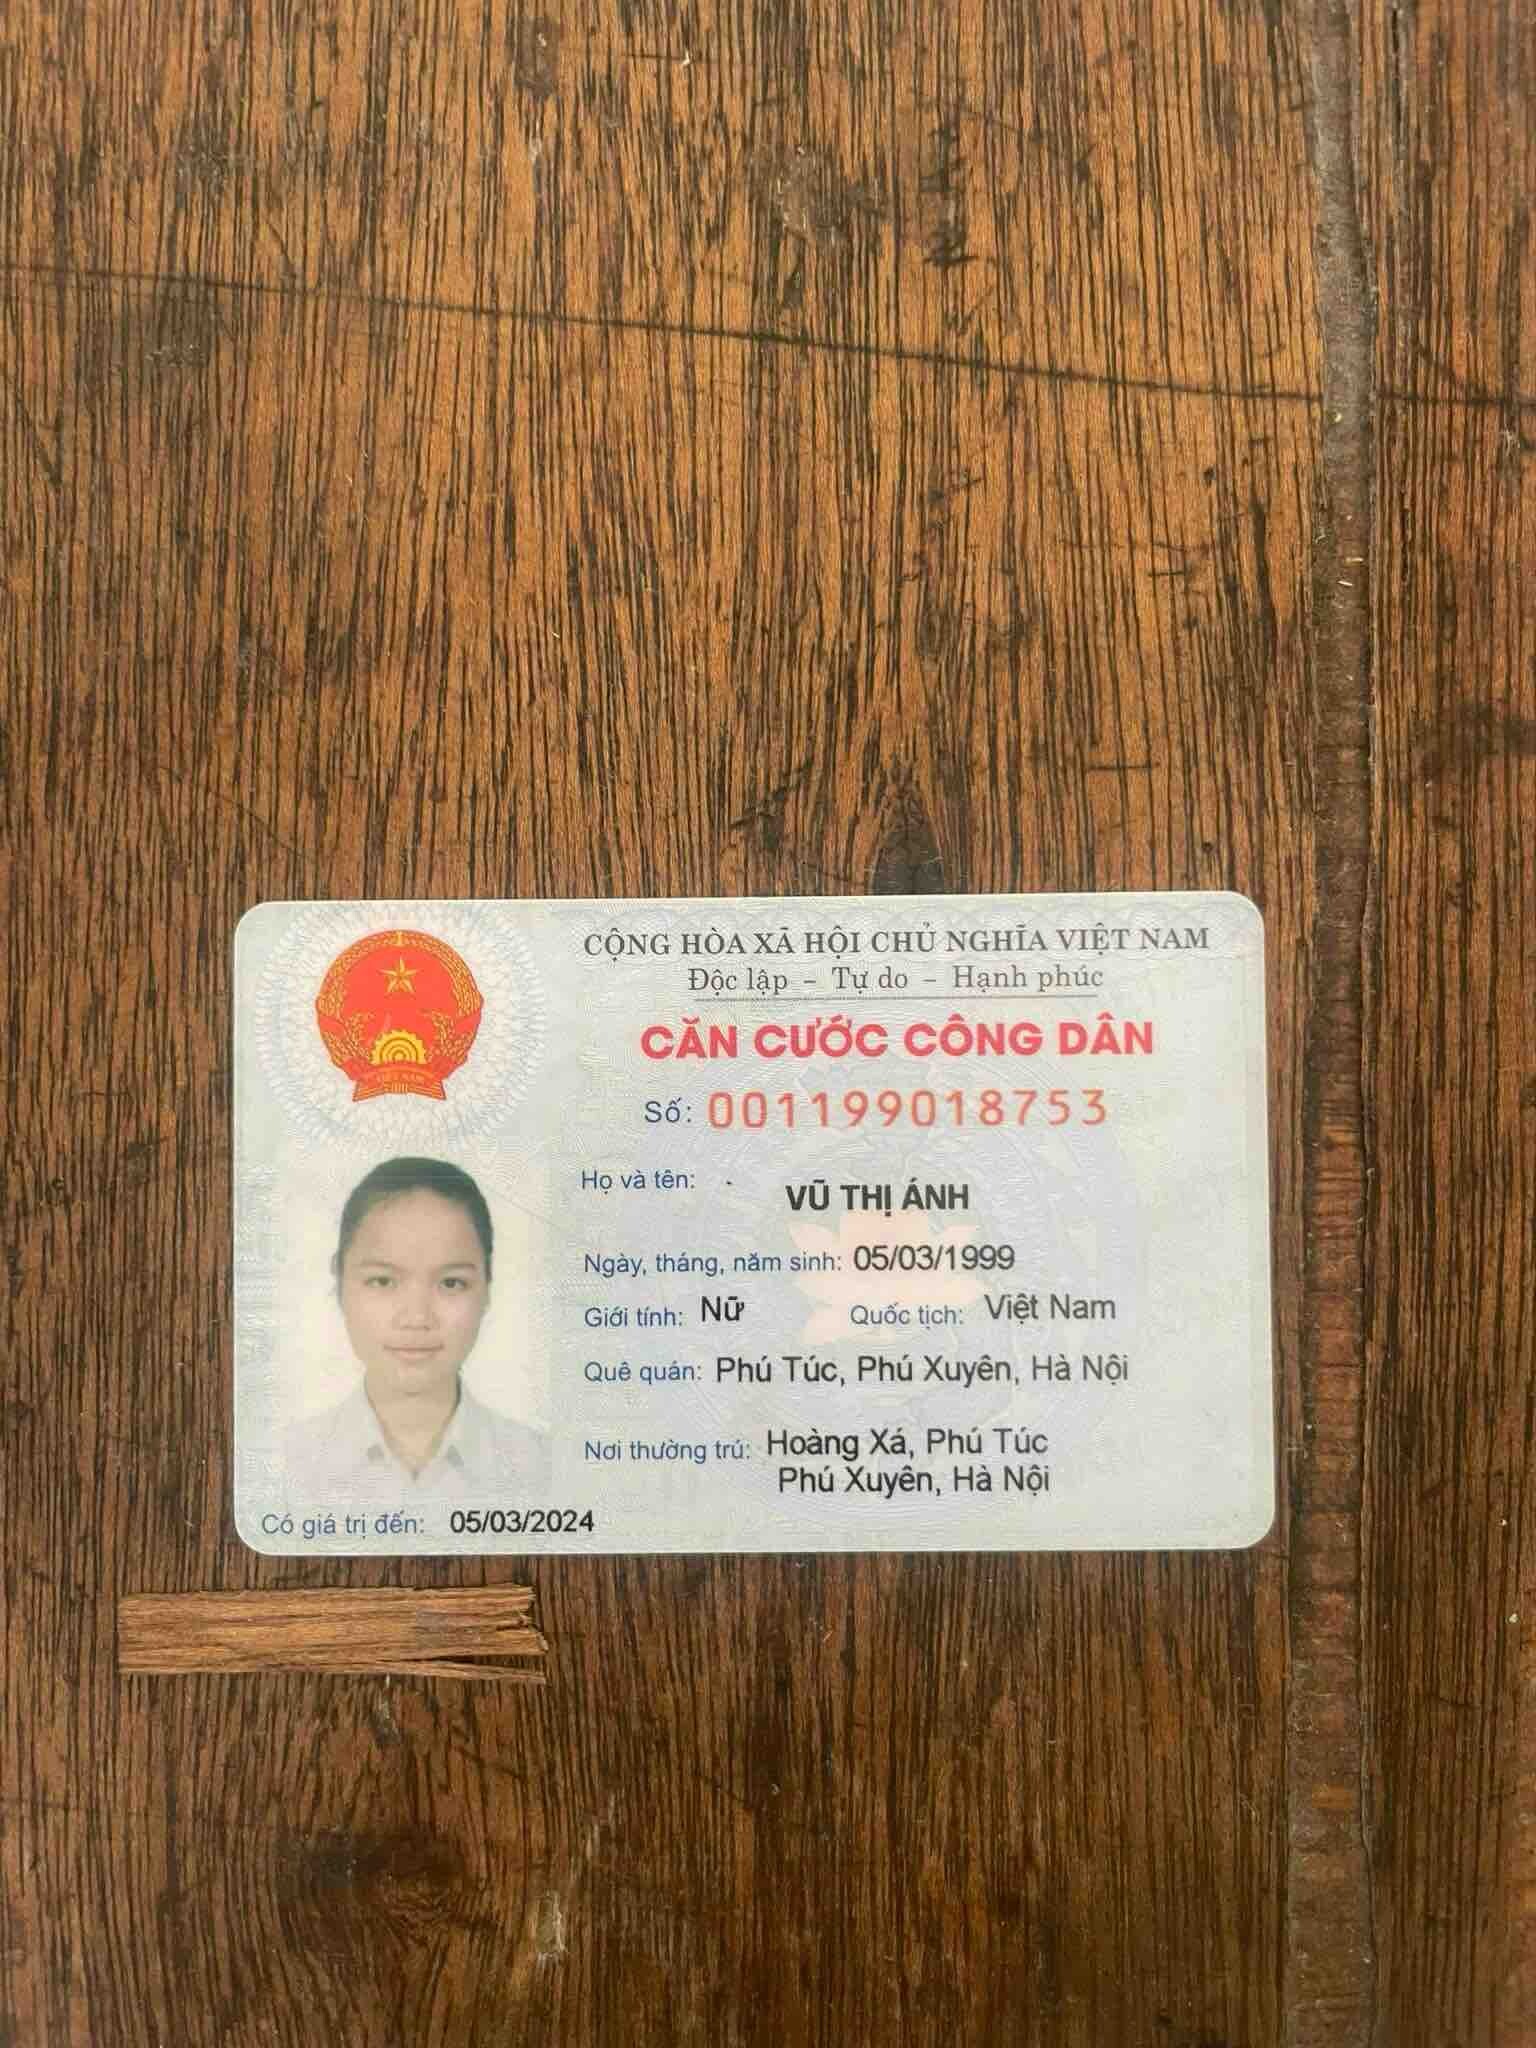 CỘNG HÒA XÃ HỘI CHỦ NGHĨA VIỆT NAM
Độc lập – Tự do – Hạnh phúc
CĂN CƯỚC CÔNG DÂN
Số: 001199018753
Họ và tên:
VŨ THỊ ÁNH
Ngày, tháng, năm sinh: 05/03/1999
Giới tính: Nữ Quốc tịch: Việt Nam
Quê quán: Phú Túc, Phú Xuyên, Hà Nội
Nơi thường trú: Hoàng Xá, Phú Túc
Phú Xuyên, Hà Nội
Có giá trị đến: 05/03/2024
VIỆT NAM